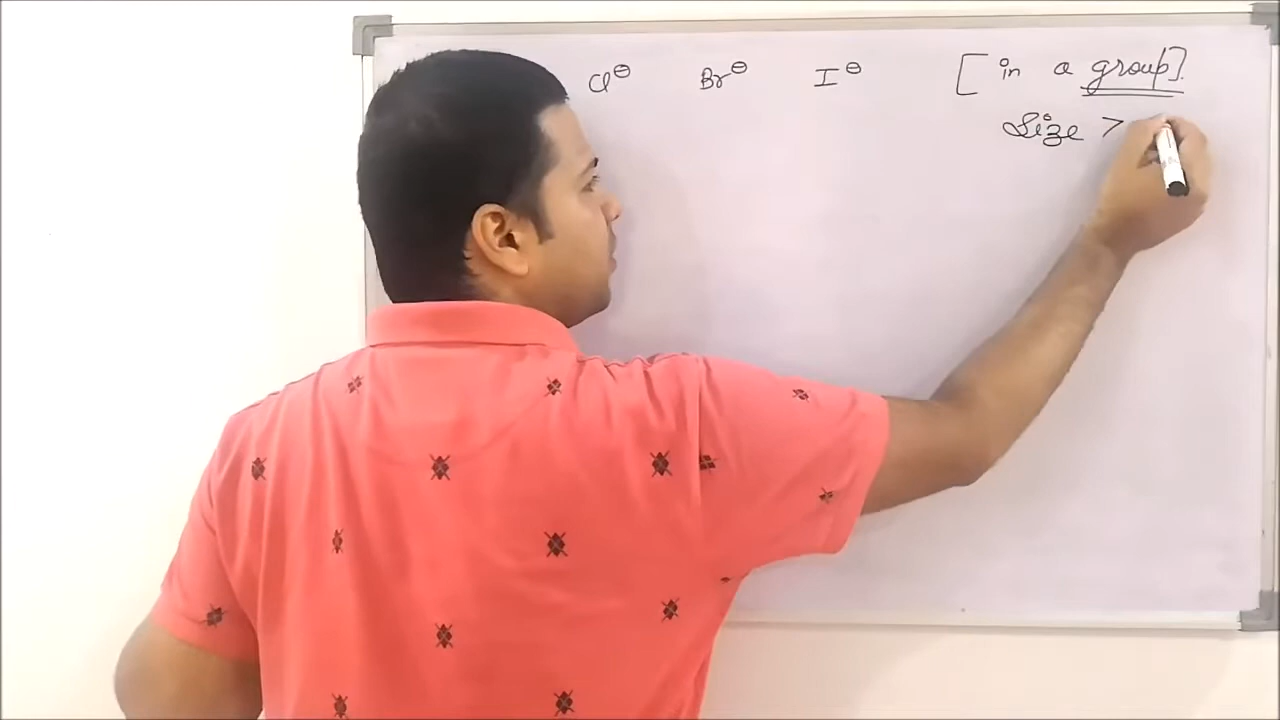 Cl⊖ Br⊖ I⊖ [in a group].
Size >